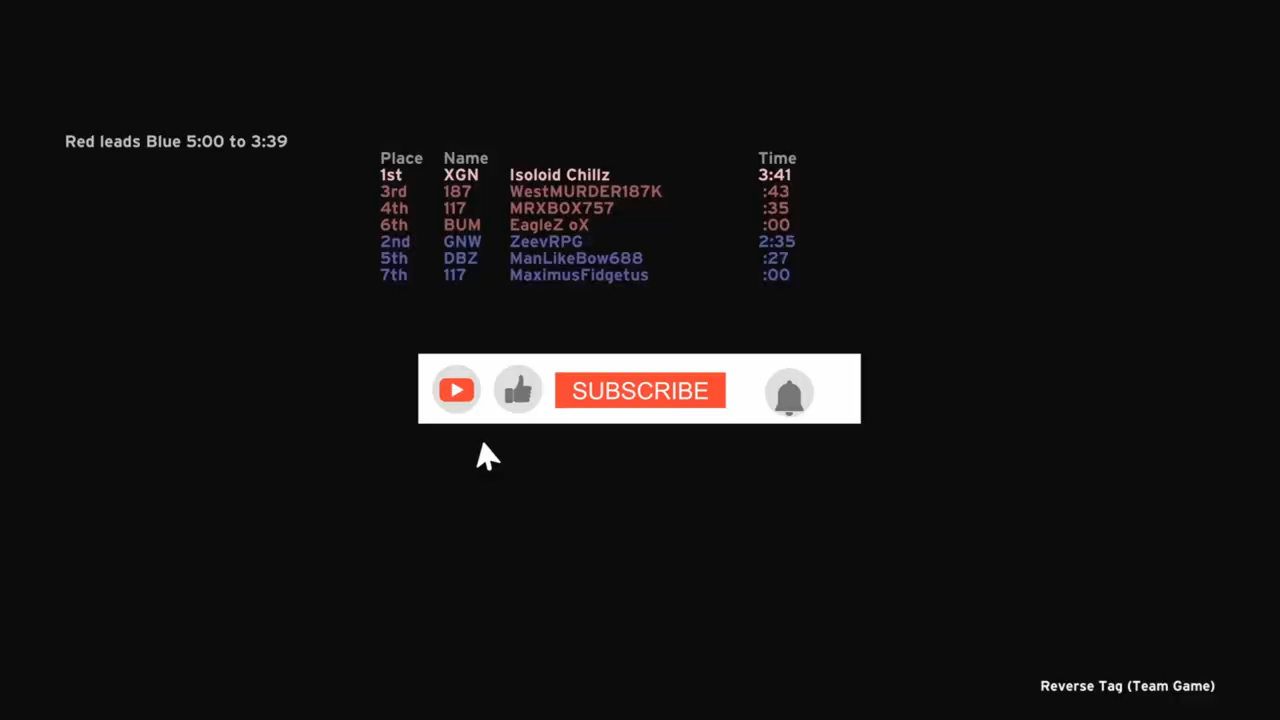 Red leads Blue 5:00 to 3:39
Place Name Time
1st XGN Isoloid Chillz 3:41
3rd 187 WestMURDER187K :43
4th 117 MRXBOX757 :35
6th BUM EagleZ oX :00
2nd GNW ZeevRPG 2:35
5th DBZ ManLikeBow688 :27
7th 117 MaximusFidgetus :00
SUBSCRIBE
Reverse Tag (Team Game)